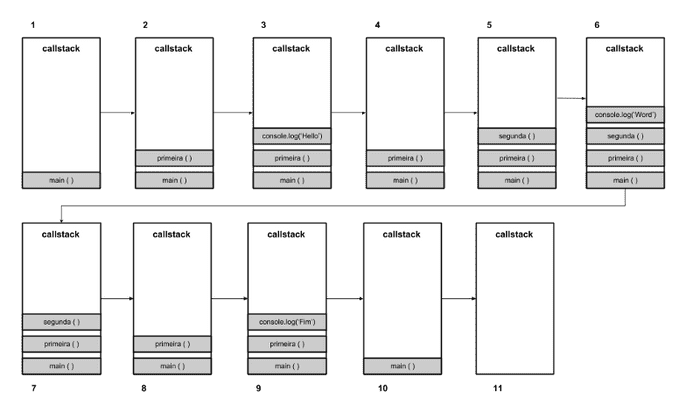 1 2 3 4 5 6
callstack callstack callstack callstack callstack callstack
console.log('Word')
console.log('Hello') segunda ( ) segunda ( )
primeira ( ) primeira ( ) primeira ( ) primeira ( ) primeira ( )
main ( ) main ( ) main ( ) main ( ) main ( ) main ( )
callstack callstack callstack callstack callstack
segunda ( ) console.log('Fim')
primeira ( ) primeira ( ) primeira ( )
main ( ) main ( ) main ( ) main ( )
7 8 9 10 11